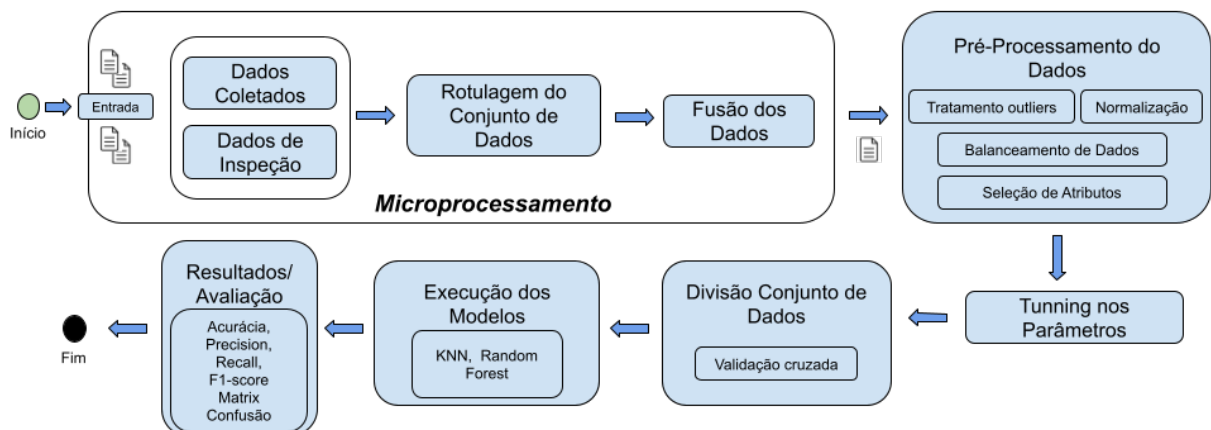 Início
Entrada
Dados
Coletados
Dados de
Inspeção
Rotulagem do
Conjunto de
Dados
Fusão dos
Dados
Microprocessamento
Pré-Processamento do
Dados
Tratamento outliers
Normalização
Balanceamento de Dados
Seleção de Atributos
Tunning nos
Parâmetros
Divisão Conjunto de
Dados
Validação cruzada
Execução dos
Modelos
KNN, Random
Forest
Resultados/
Avaliação
Acurácia,
Precision,
Recall,
F1-score
Matrix
Confusão
Fim